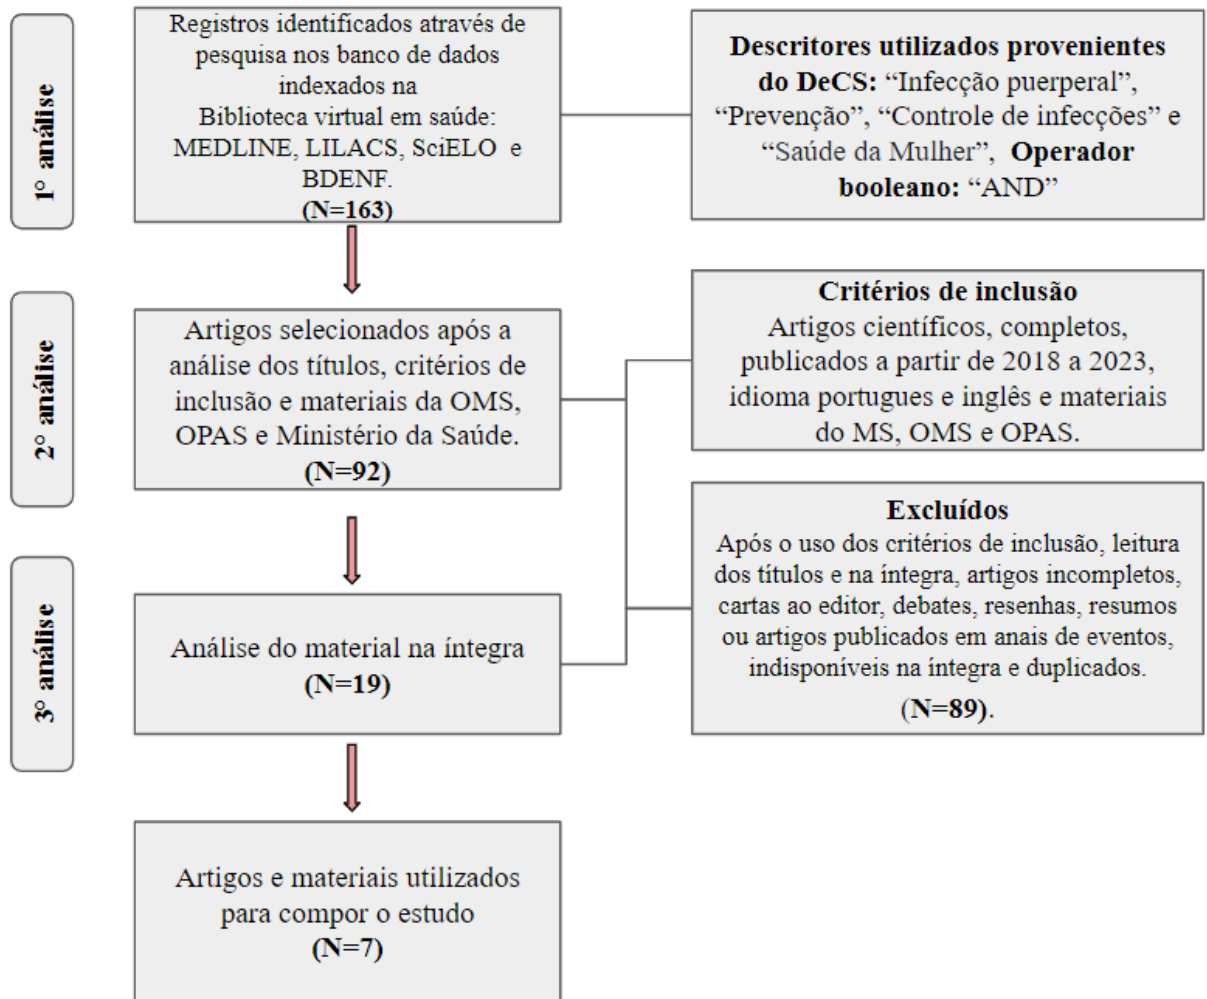 1° análise
Registros identificados através de
pesquisa nos banco de dados
indexados na
Biblioteca virtual em saúde:
MEDLINE, LILACS, SciELO e
BDENF.
(N=163)
Descritores utilizados provenientes
do DeCS: “Infecção puerperal”,
“Prevenção”, “Controle de infecções” e
“Saúde da Mulher”, Operador
booleano: “AND”
2° análise
Artigos selecionados após a
análise dos títulos, critérios de
inclusão e materiais da OMS,
OPAS e Ministério da Saúde.
(N=92)
Critérios de inclusão
Artigos científicos, completos,
publicados a partir de 2018 a 2023,
idioma portugues e inglês e materiais
do MS, OMS e OPAS.
Excluídos
Após o uso dos critérios de inclusão, leitura
dos títulos e na íntegra, artigos incompletos,
cartas ao editor, debates, resenhas, resumos
ou artigos publicados em anais de eventos,
indisponíveis na íntegra e duplicados.
(N=89).
3° análise
Análise do material na íntegra
(N=19)
Artigos e materiais utilizados
para compor o estudo
(N=7)